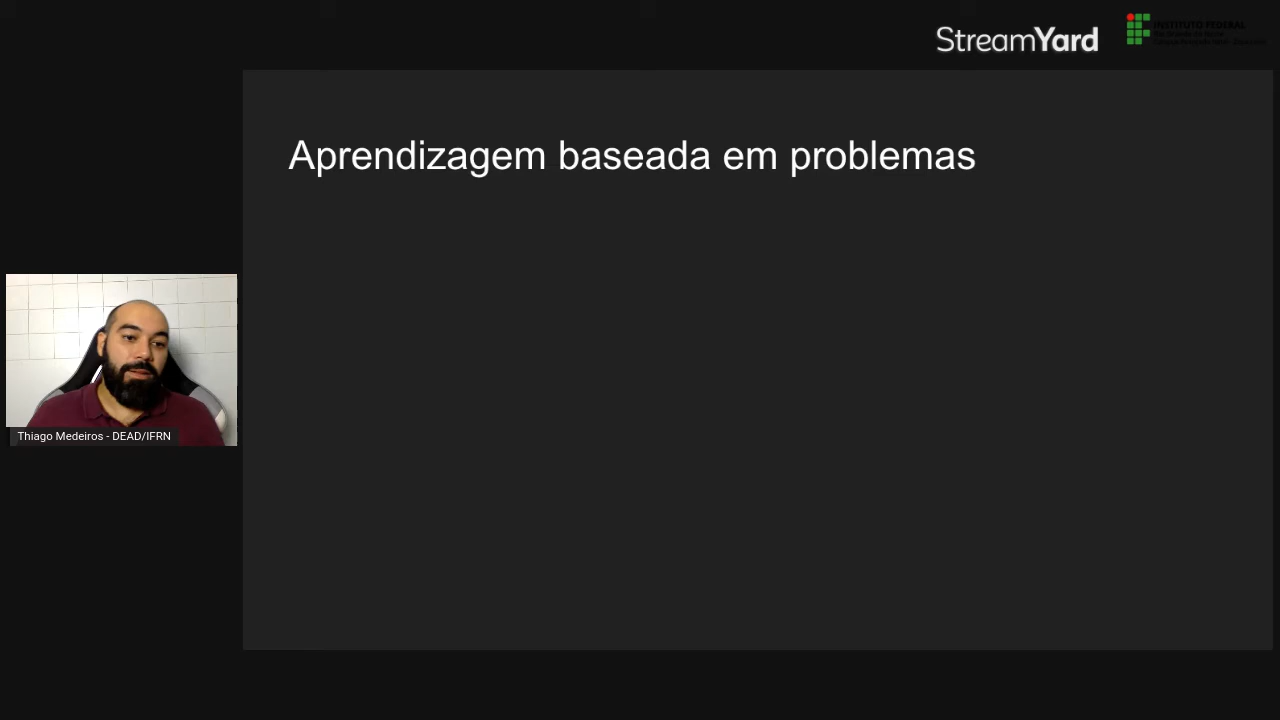 StreamYard
INSTITUTO FEDERAL
Aprendizagem baseada em problemas
Thiago Medeiros - DEAD/IFRN